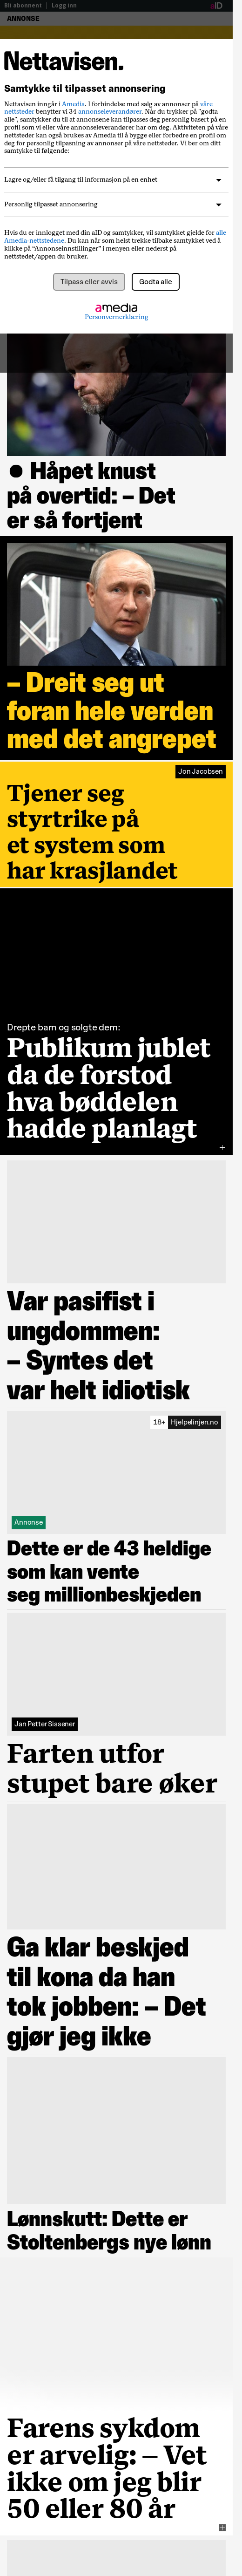 Bli abonnent | Logg inn
aID
ANNONSE
Nettavisen.
Samtykke til tilpasset annonsering
Nettavisen inngår i Amedia. I forbindelse med salg av annonser på våre
nettsteder benytter vi 34 annonseleverandører. Når du trykker på "godta
alle", samtykker du til at annonsene kan tilpasses deg personlig basert på en
profil som vi eller våre annonseleverandører har om deg. Aktiviteten på våre
nettsteder kan også brukes av Amedia til å bygge eller forbedre en profil om
deg for personlig tilpasning av annonser på våre nettsteder. Vi ber om ditt
samtykke til følgende:
Lagre og/eller få tilgang til informasjon på en enhet
Personlig tilpasset annonsering
Hvis du er innlogget med din aID og samtykker, vil samtykket gjelde for alle
Amedia-nettstedene. Du kan når som helst trekke tilbake samtykket ved å
klikke på “Annonseinnstillinger” i menyen eller nederst på
nettstedet/appen du bruker.
Tilpass eller avvis
Godta alle
amedia
Personvernerklæring
● Håpet knust
på overtid: – Det
er så fortjent
– Dreit seg ut
foran hele verden
med det angrepet
Jon Jacobsen
Tjener seg
styrtrike på
et system som
har krasjlandet
Drepte barn og solgte dem:
Publikum jublet
da de forstod
hva bøddelen
hadde planlagt
+
Var pasifist i
ungdommen:
– Syntes det
var helt idiotisk
18+ Hjelpelinjen.no
Annonse
Dette er de 43 heldige
som kan vente
seg millionbeskjeden
Jan Petter Sissener
Farten utfor
stupet bare øker
Ga klar beskjed
til kona da han
tok jobben: – Det
gjør jeg ikke
Lønnskutt: Dette er
Stoltenbergs nye lønn
Farens sykdom
er arvelig: – Vet
ikke om jeg blir
50 eller 80 år
+